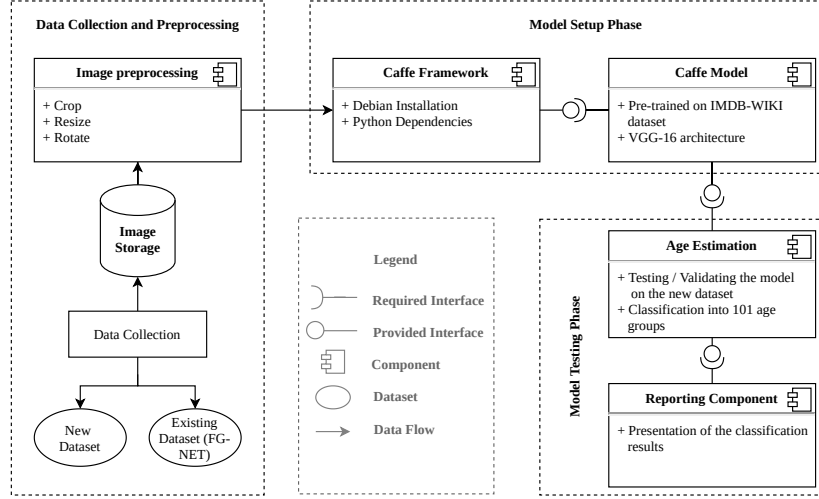 Data Collection and Preprocessing
Image preprocessing
+ Crop
+ Resize
+ Rotate
Image
Storage
Data Collection
New
Dataset
Existing
Dataset (FG-
NET)
Model Setup Phase
Caffe Framework
+ Debian Installation
+ Python Dependencies
Caffe Model
+ Pre-trained on IMDB-WIKI
dataset
+ VGG-16 architecture
Legend
Required Interface
Provided Interface
Component
Dataset
Data Flow
Model Testing Phase
Age Estimation
+ Testing / Validating the model
on the new dataset
+ Classification into 101 age
groups
Reporting Component
+ Presentation of the classification
results